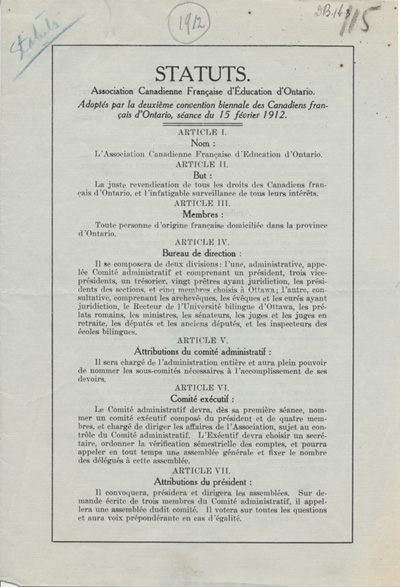 Statuts
1912
115
STATUTS.
Association Canadienne Française d'Éducation d'Ontario.
Adoptés par la deuxième convention biennale des Canadiens fran-
çais d'Ontario, séance du 15 février 1912.
ARTICLE I.
Nom :
L'Association Canadienne Française d'Education d'Ontario.
ARTICLE II.
But :
La juste revendication de tous les droits des Canadiens fran-
çais d'Ontario, et l'infatigable surveillance de tous leurs intérêts.
ARTICLE III.
Membres :
Toute personne d'origine française domiciliée dans la province
d'Ontario.
ARTICLE IV.
Bureau de direction :
Il se composera de deux divisions : l'une, administrative, appe-
lée Comité administratif et comprenant un président, trois vice-
présidents, un trésorier, vingt prêtres ayant juridiction, les prési-
dents des sections, et cinq membres choisis à Ottawa; l'autre, con-
sultative, comprenant les archevêques, les évêques et les curés ayant
juridiction, le Recteur de l'Université bilingue d'Ottawa, les pré-
lats romains, les ministres, les sénateurs, les juges et les juges en
retraite, les députés et les anciens députés, et les inspecteurs des
écoles bilingues.
ARTICLE V.
Attributions du comité administratif :
Il sera chargé de l'administration entière et aura plein pouvoir
de nommer les sous-comités nécessaires à l'accomplissement de ses
devoirs.
ARTICLE VI.
Comité exécutif :
Le Comité administratif devra, dès sa première séance, nom-
mer un comité exécutif composé du président et de quatre mem-
bres, et chargé de diriger les affaires de l'Association, sujet au con-
trôle du Comité administratif. L'Exécutif devra choisir un secré-
taire, ordonner la vérification sémestrielle des comptes, et pourra
appeler en tout temps une assemblée générale et fixer le nombre
des délégués à cette assemblée.
ARTICLE VII.
Attributions du président :
Il convoquera, présidera et dirigera les assemblées. Sur de-
mande écrite de trois membres du Comité administratif, il appel-
lera une assemblée dudit comité. Il votera sur toutes les questions
et aura voix prépondérante en cas d'égalité.